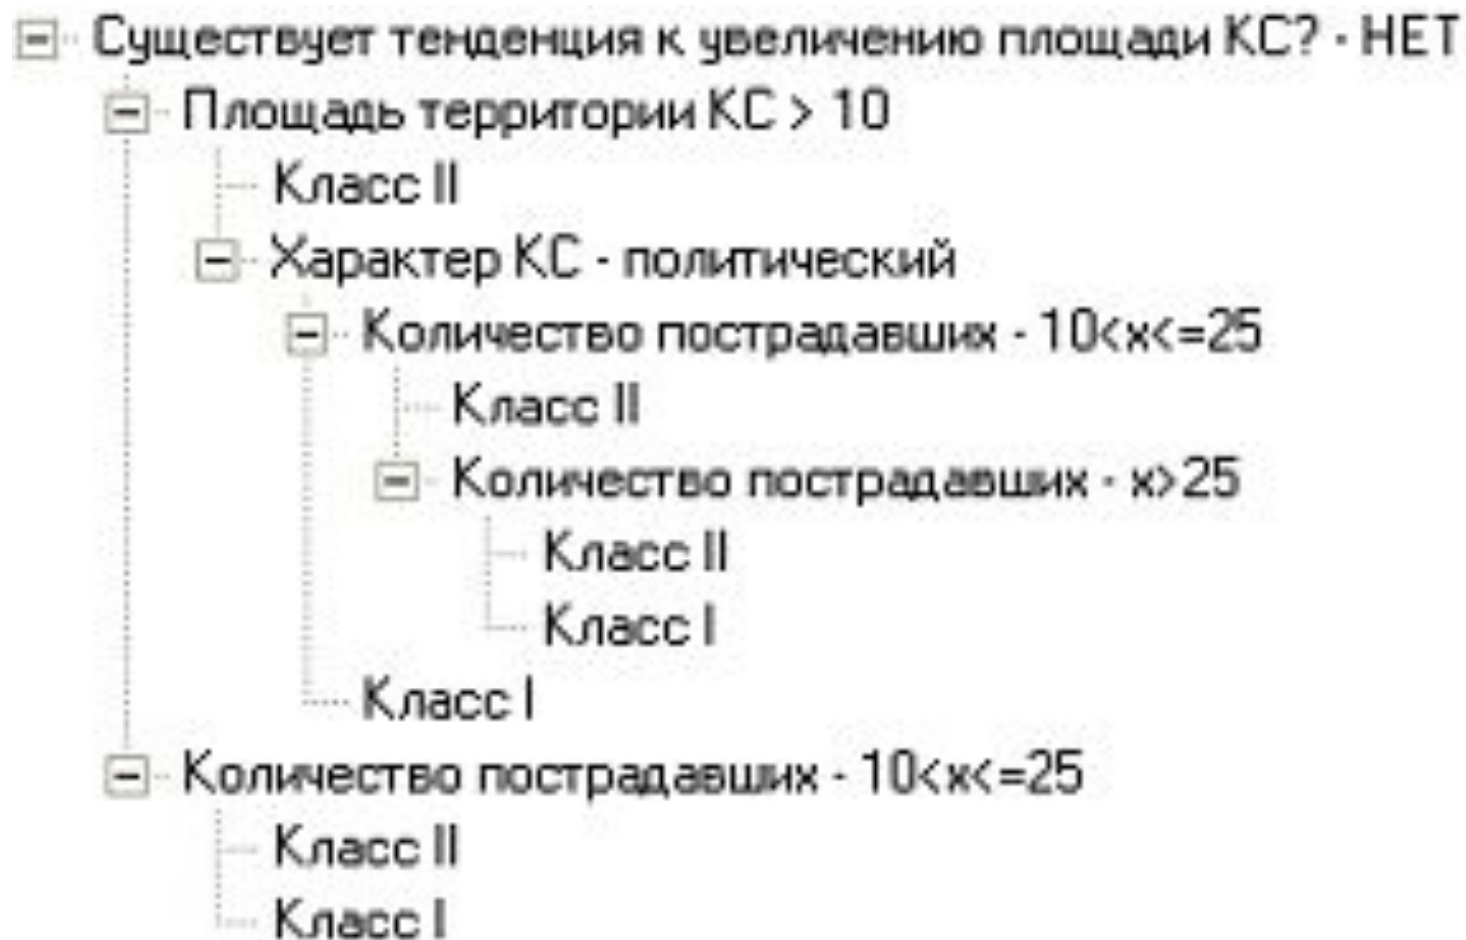 Существует тенденция к увеличению площади КС? - НЕТ
Площадь территории КС > 10
Класс II
Характер КС - политический
Количество пострадавших - 10<x<=25
Класс II
Количество пострадавших - x>25
Класс II
Класс I
Класс I
Количество пострадавших - 10<x<=25
Класс II
Класс I